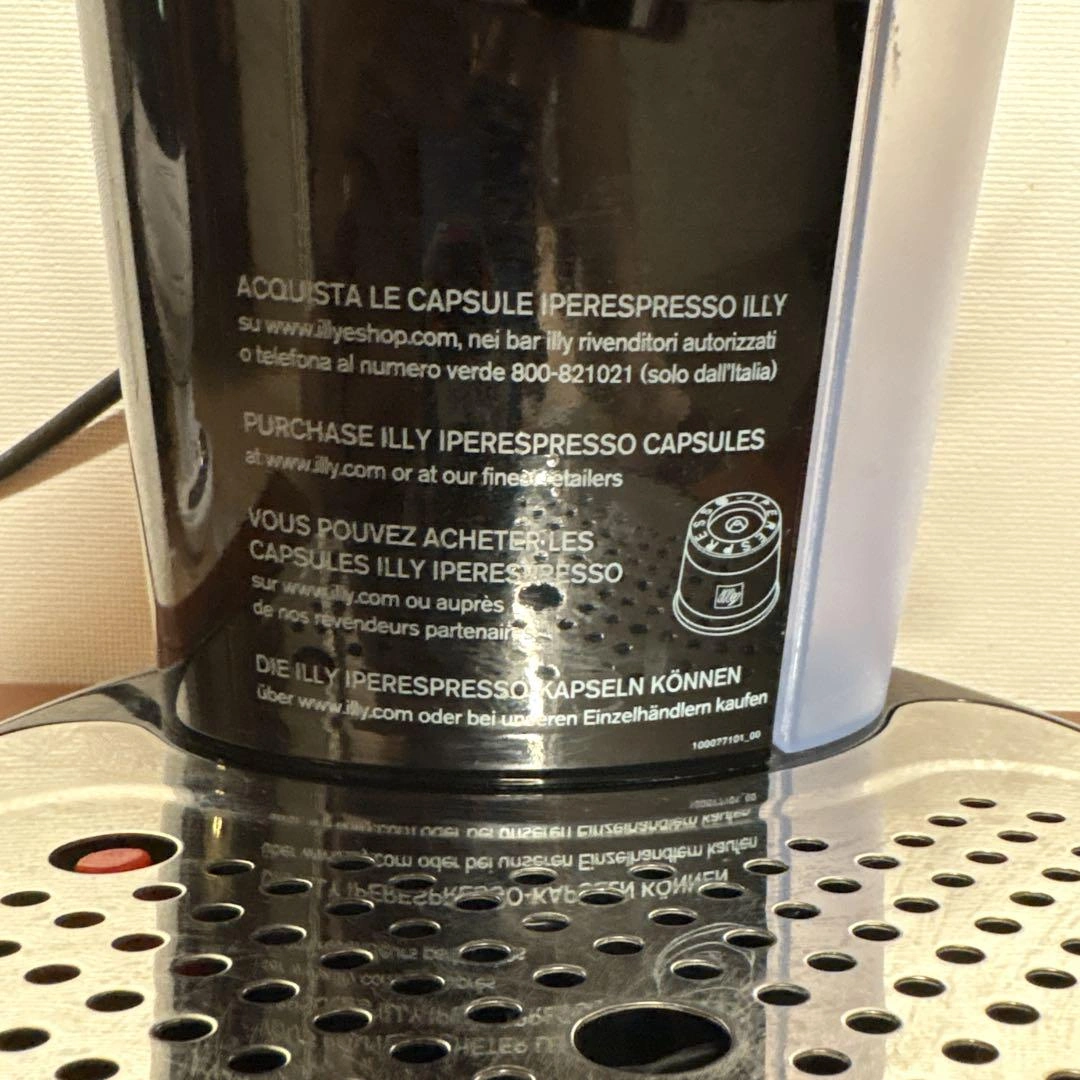 ACQUISTA LE CAPSULE IPERESPRESSO ILLY
su www.illyeshop.com, nei bar illy rivenditori autorizzati
o telefona al numero verde 800-821021 (solo dall'Italia)
PURCHASE ILLY IPERESPRESSO CAPSULES
at www.illy.com or at our finest retailers
VOUS POUVEZ ACHETER LES
CAPSULES ILLY IPERESPRESSO
sur www.illy.com ou auprès
de nos revendeurs partenaires
IPERESPRESSO
illy
DIE ILLY IPERESPRESSO-KAPSELN KÖNNEN
über www.illy.com oder bei unseren Einzelhändlern kaufen
100077101_00